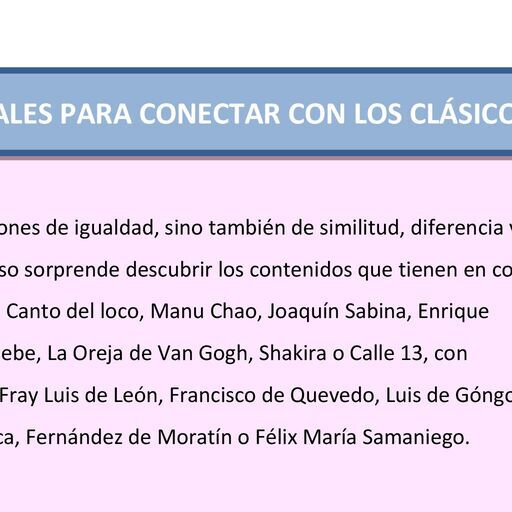 ALES PARA CONECTAR CON LOS CLÁSICO
ones de igualdad, sino también de similitud, diferencia
so sorprende descubrir los contenidos que tienen en co
Canto del loco, Manu Chao, Joaquín Sabina, Enrique
ebe, La Oreja de Van Gogh, Shakira o Calle 13, con
Fray Luis de León, Francisco de Quevedo, Luis de Góngo
ca, Fernández de Moratín o Félix María Samaniego.